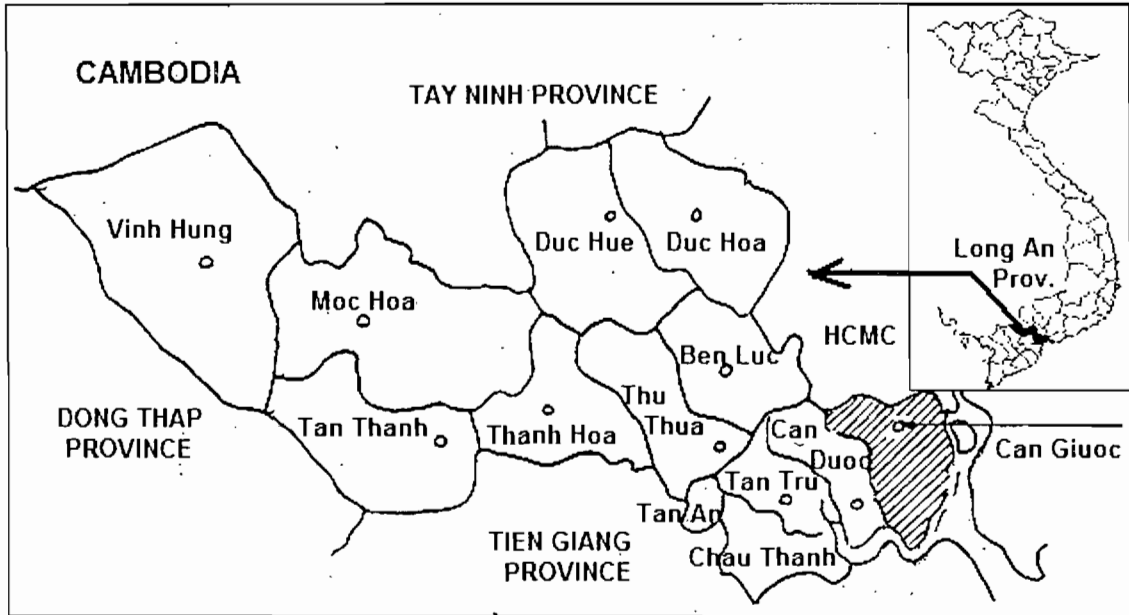 CAMBODIA
TAY NINH PROVINCE
Vinh Hung
Duc Hue
Duc Hoa
Long An
Prov.
Moc Hoa
HCMC
Ben Luc
DONG THAP
PROVINCE
Tan Thanh
Thanh Hoa
Thu
Thua
Can
Duoc
Can Giuoc
Tan Tru
Tan An
TIEN GIANG
PROVINCE
Chau Thanh